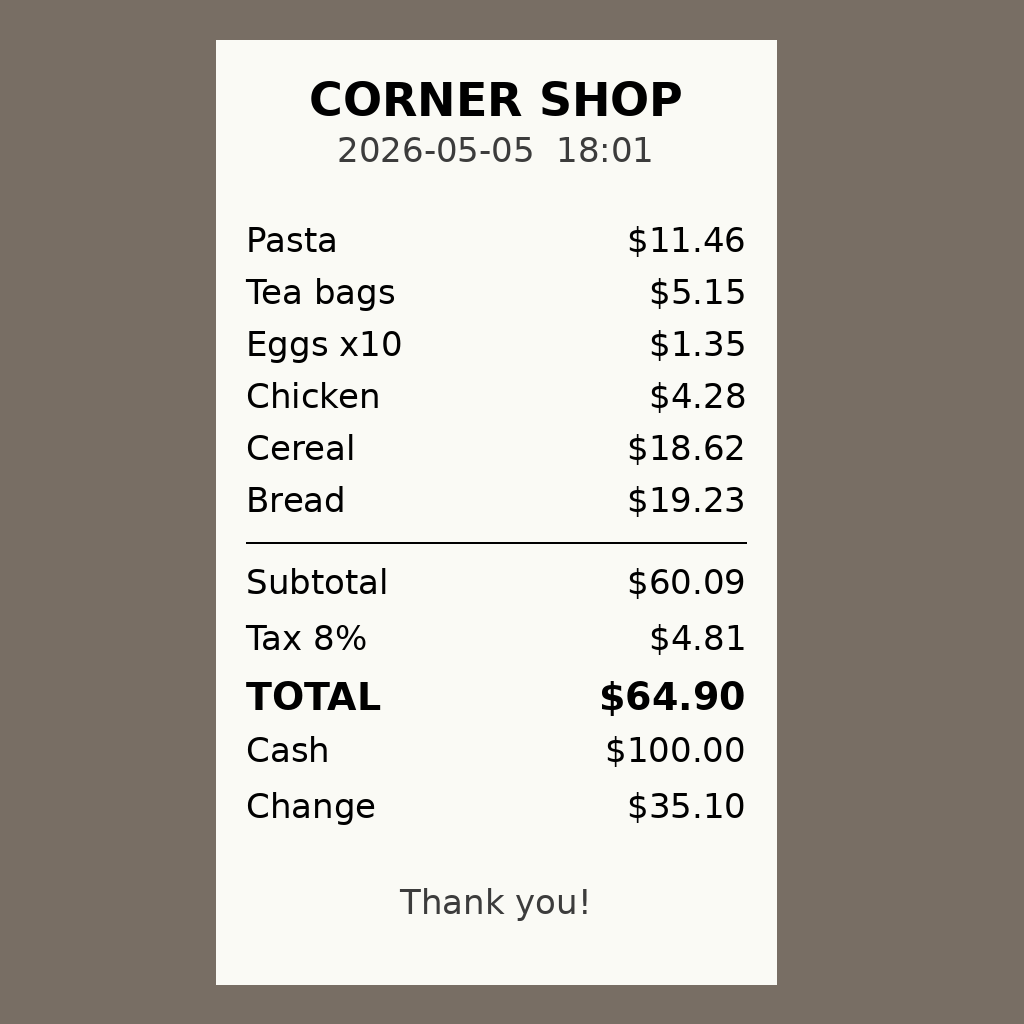 CORNER SHOP
2026-05-05 18:01
Pasta $11.46
Tea bags $5.15
Eggs x10 $1.35
Chicken $4.28
Cereal $18.62
Bread $19.23
Subtotal $60.09
Tax 8% $4.81
TOTAL $64.90
Cash $100.00
Change $35.10
Thank you!